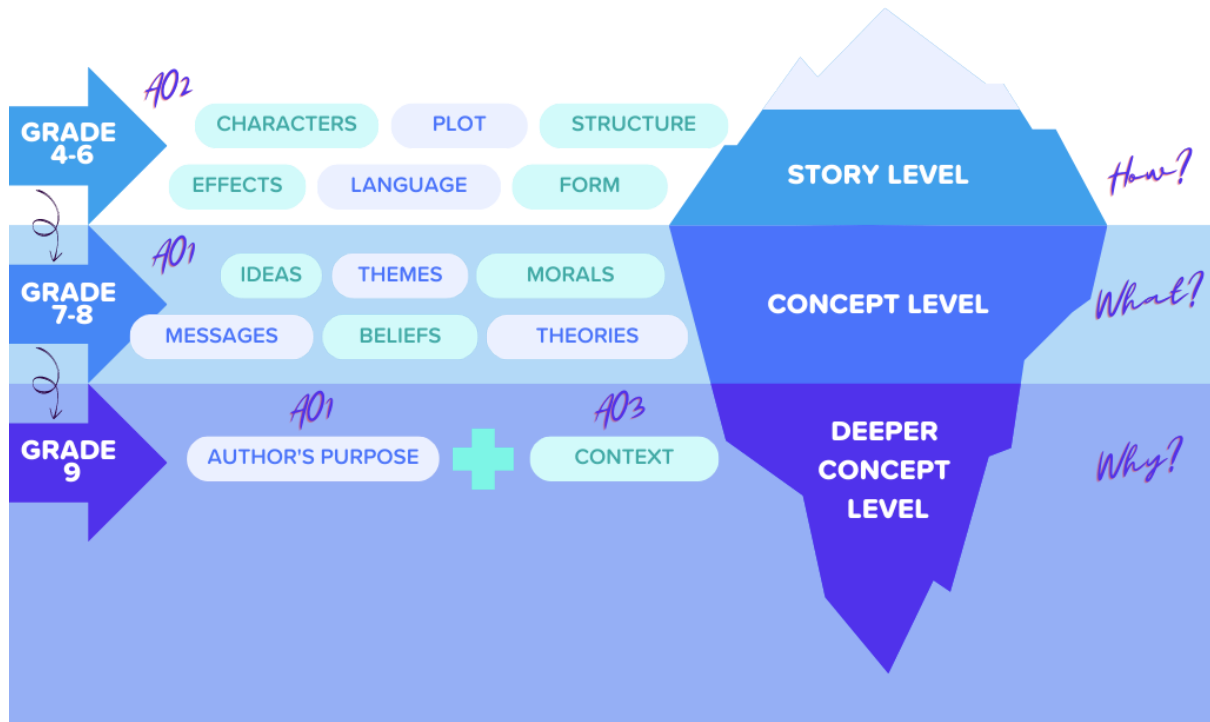 AO2
GRADE
4-6
CHARACTERS PLOT STRUCTURE
EFFECTS LANGUAGE FORM
STORY LEVEL
How?
AO1
GRADE
7-8
IDEAS THEMES MORALS
MESSAGES BELIEFS THEORIES
CONCEPT LEVEL
What?
GRADE
9
AO1
AUTHOR'S PURPOSE
AO3
CONTEXT
DEEPER
CONCEPT
LEVEL
Why?